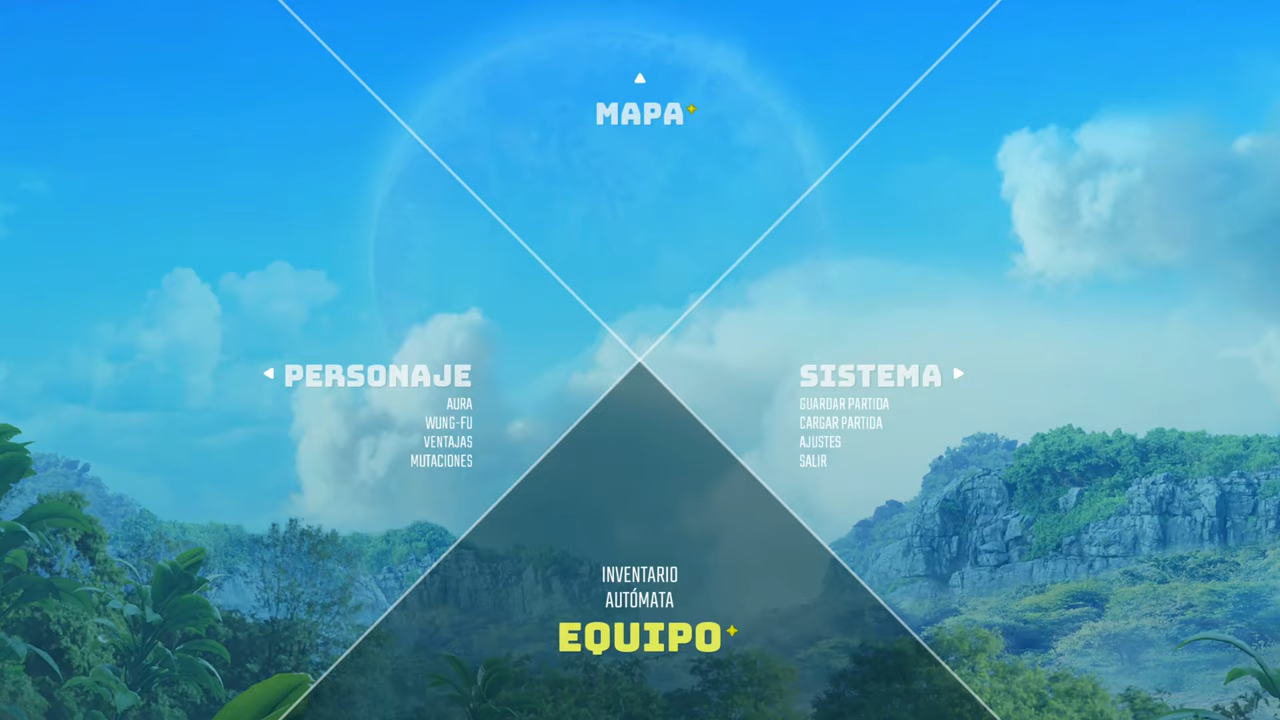 MAPA
PERSONAJE
AURA
WUNG-FU
VENTAJAS
MUTACIONES
SISTEMA
GUARDAR PARTIDA
CARGAR PARTIDA
AJUSTES
SALIR
INVENTARIO
AUTÓMATA
EQUIPO